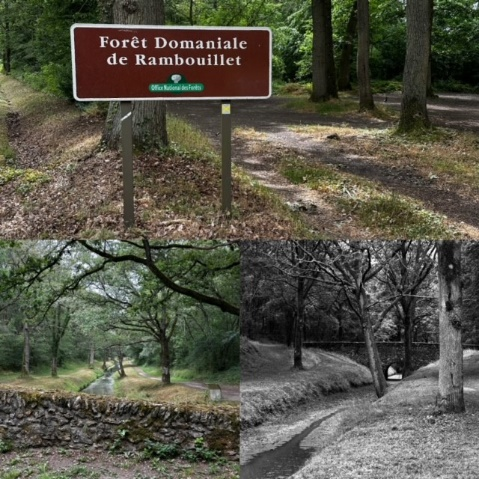 Forêt Domaniale
de Rambouillet
Office National des Forêts